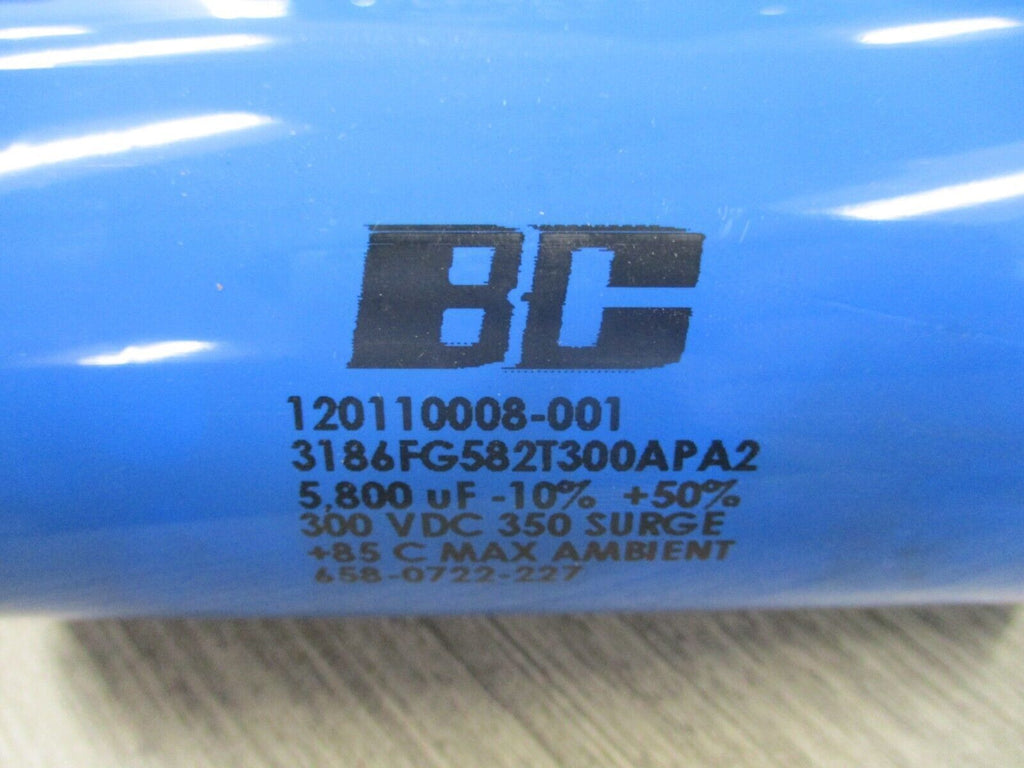 BC
120110008-001
3186FG582T300APA2
5,800 uF -10% +50%
300 VDC 350 SURGE
+85 C MAX AMBIENT
658-0722-227